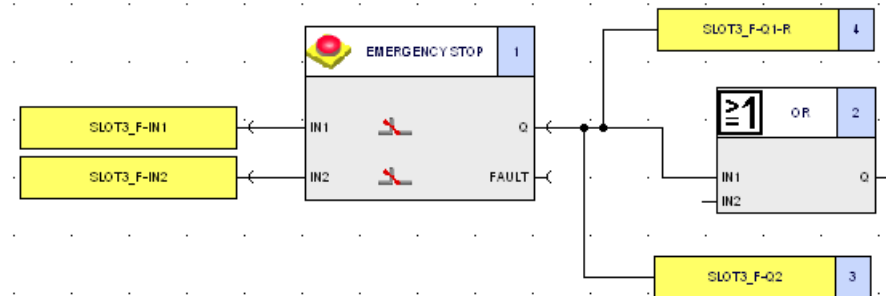 SLOT3_F-Q1-R 4
EMERGENCY STOP 1
≥1 OR 2
SLOT3_F-IN1
IN1 Q
SLOT3_F-IN2
IN2 FAULT
IN1 Q
IN2
SLOT3_F-Q2 3